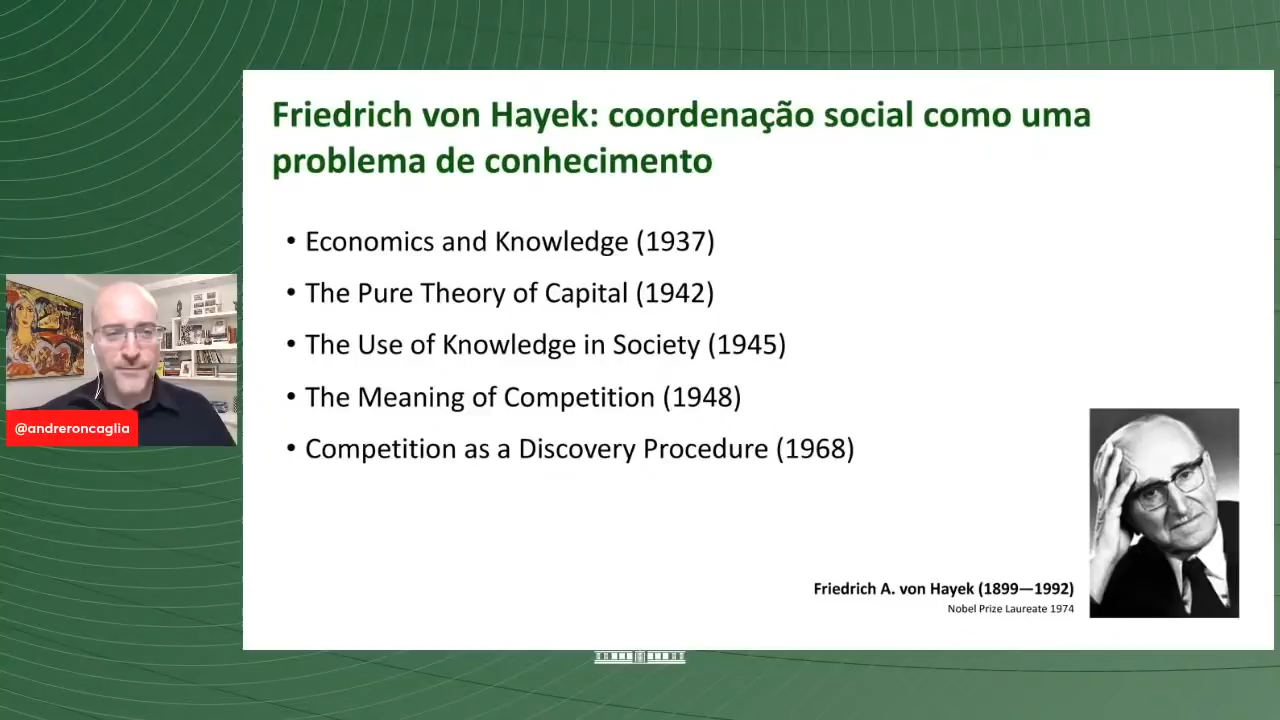 Friedrich von Hayek: coordenação social como uma
problema de conhecimento
• Economics and Knowledge (1937)
• The Pure Theory of Capital (1942)
• The Use of Knowledge in Society (1945)
• The Meaning of Competition (1948)
• Competition as a Discovery Procedure (1968)
@andreroncaglia
Friedrich A. von Hayek (1899—1992)
Nobel Prize Laureate 1974